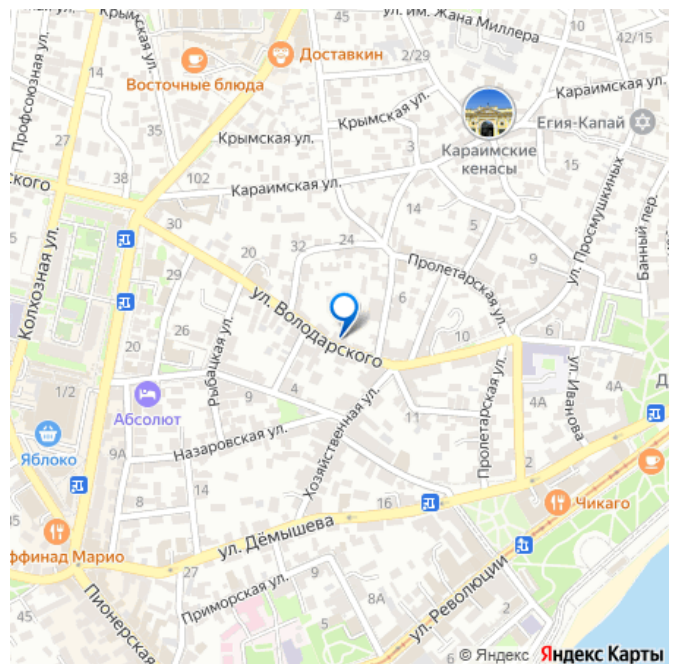 45
ул. им. Жана Миллера
10
42/15
Крымская ул.
Доставкин
2/29
Профсоюзная ул.
14
Восточные блюда
Караимская ул.
3
35
Крымская ул.
Егия-Капай
27
Крымская ул.
Караимские
кенасы
15
38
102
Караимская ул.
ского
14
5
ул. Просмушкиных
Банный пер.
30
32
24
20
29
Пролетарская ул.
9
Колхозная ул.
6
ул. Володарского
26
20
10
6
Рыбацкая ул.
1/2
4
Абсолют
Пролетарская ул.
ул. Иванова
4А
4А
Д
11
Хозяйственная ул.
Назаровская ул.
Яблоко
9А
14
2
8
16
Чикаго
ффинад Марио
ул. Дёмышева
27
9
Приморская ул.
8А
ул. Революции
2
Пионерская
45
6
© Яндекс
Яндекс Карты